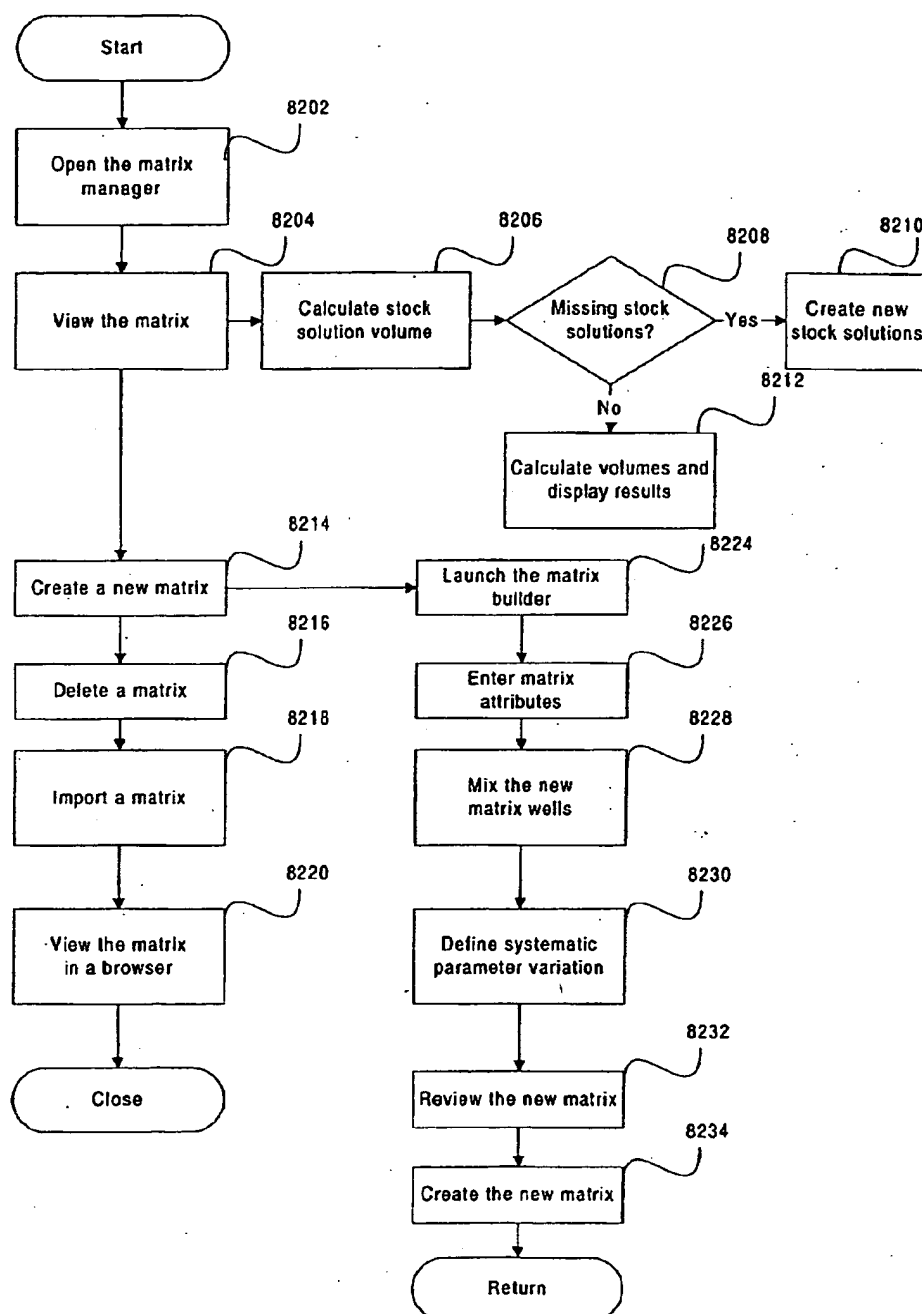 Start
8202
Open the matrix
manager
8204
View the matrix
8206
Calculate stock
solution volume
8208
Missing stock
solutions?
Yes
8210
Create new
stock solutions
No
8212
Calculate volumes and
display results
8214
Create a new matrix
8216
Delete a matrix
8218
Import a matrix
8220
View the matrix
in a browser
Close
8224
Launch the matrix
builder
8226
Enter matrix
attributes
8228
Mix the new
matrix wells
8230
Define systematic
parameter variation
8232
Review the new matrix
8234
Create the new matrix
Return